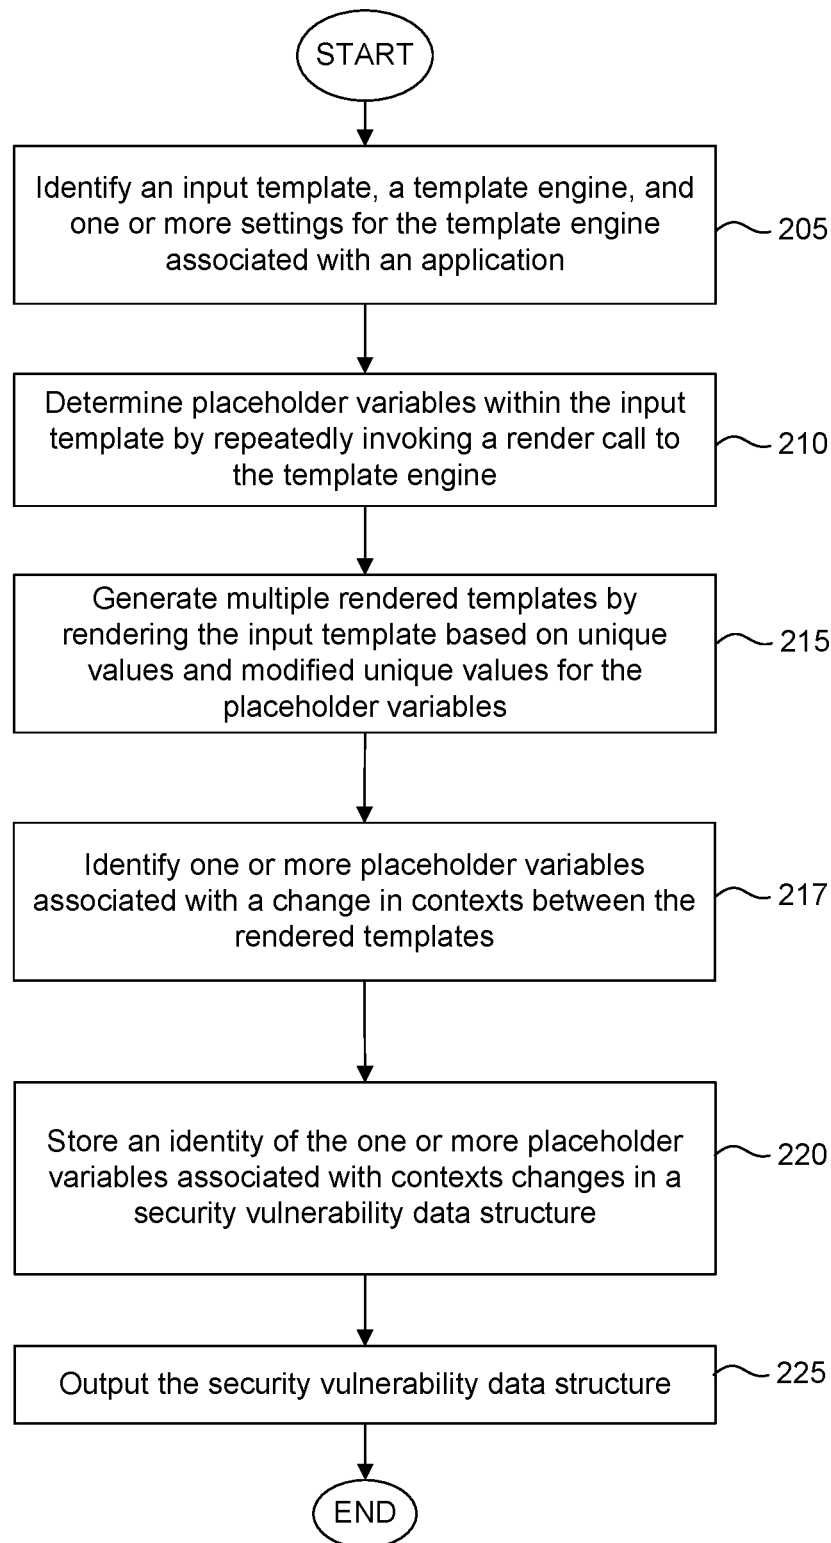 START
Identify an input template, a template engine, and
one or more settings for the template engine
associated with an application
205
Determine placeholder variables within the input
template by repeatedly invoking a render call to
the template engine
210
Generate multiple rendered templates by
rendering the input template based on unique
values and modified unique values for the
placeholder variables
215
Identify one or more placeholder variables
associated with a change in contexts between the
rendered templates
217
Store an identity of the one or more placeholder
variables associated with contexts changes in a
security vulnerability data structure
220
Output the security vulnerability data structure
225
END